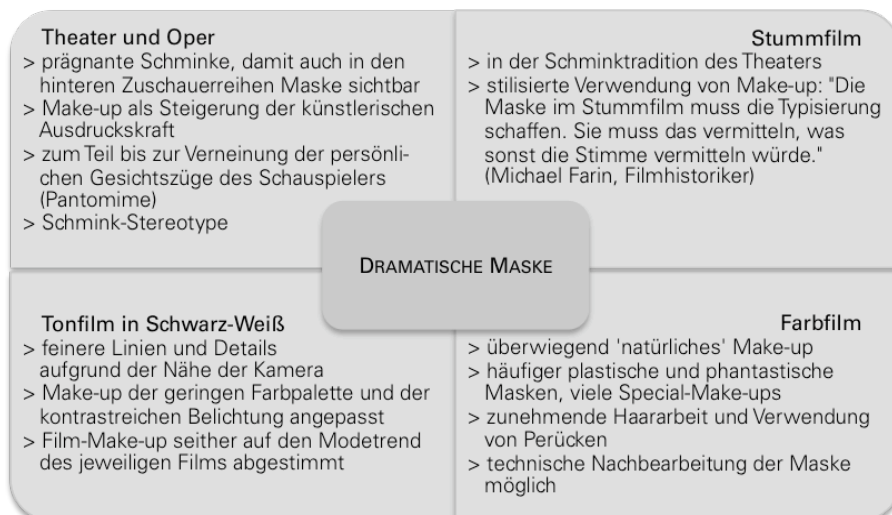 Theater und Oper
> prägnante Schminke, damit auch in den
hinteren Zuschauerreihen Maske sichtbar
> Make-up als Steigerung der künstlerischen
Ausdruckskraft
> zum Teil bis zur Verneinung der persönli-
chen Gesichtszüge des Schauspielers
(Pantomime)
> Schmink-Stereotype
Stummfilm
> in der Schminktradition des Theaters
> stilisierte Verwendung von Make-up: "Die
Maske im Stummfilm muss die Typisierung
schaffen. Sie muss das vermitteln, was
sonst die Stimme vermitteln würde."
(Michael Farin, Filmhistoriker)
DRAMATISCHE MASKE
Tonfilm in Schwarz-Weiß
> feinere Linien und Details
aufgrund der Nähe der Kamera
> Make-up der geringen Farbpalette und der
kontrastreichen Belichtung angepasst
> Film-Make-up seither auf den Modetrend
des jeweiligen Films abgestimmt
Farbfilm
> überwiegend 'natürliches' Make-up
> häufiger plastische und phantastische
Masken, viele Special-Make-ups
> zunehmende Haararbeit und Verwendung
von Perücken
> technische Nachbearbeitung der Maske
möglich